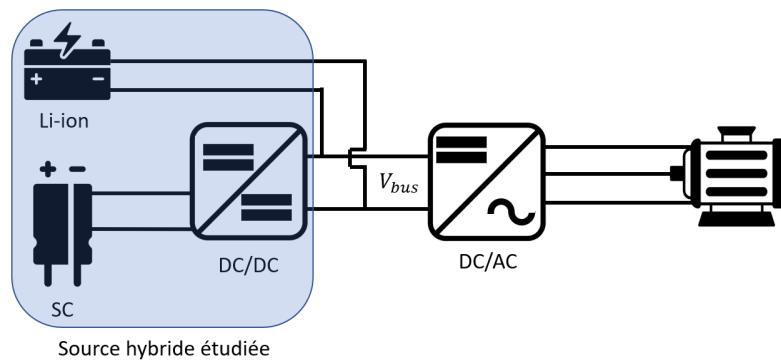 + −
Li-ion
+ −
SC
DC/DC
V_bus
DC/AC
Source hybride étudiée